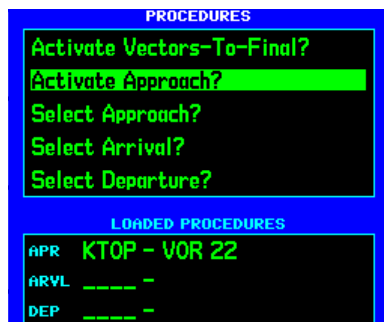 PROCEDURES
Activate Vectors-To-Final?
Activate Approach?
Select Approach?
Select Arrival?
Select Departure?
LOADED PROCEDURES
APR KTOP - VOR 22
ARVL ____ -
DEP ____ -